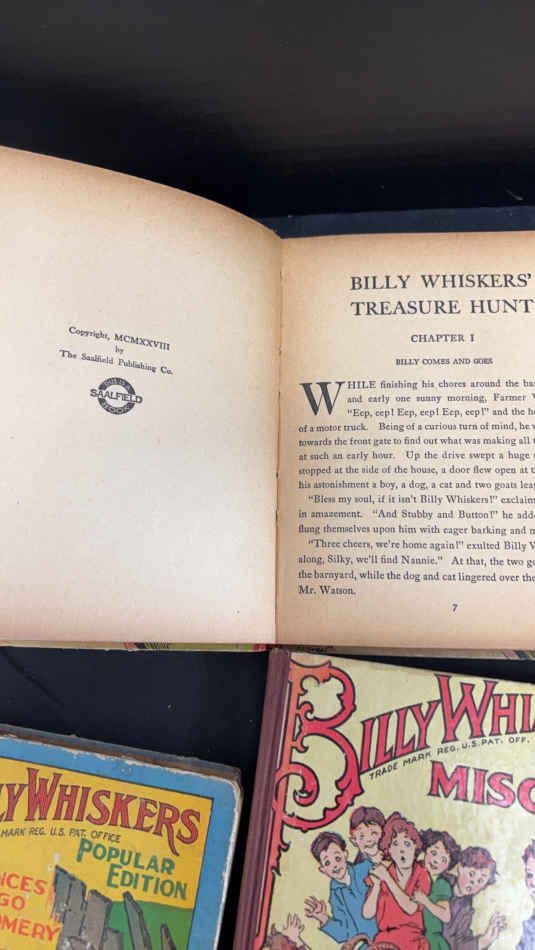 Copyright, MCMXXVIII
by
The Saalfield Publishing Co.
THIS IS A
SAALFIELD
BOOK
BILLY WHISKERS'
TREASURE HUNT
CHAPTER I
BILLY COMES AND GOES
WHILE finishing his chores around the
and early one sunny morning, Farmer
"Eep, eep! Eep, eep! Eep, eep!" and the
of a motor truck. Being of a curious turn of mind, he
towards the front gate to find out what was making all
at such an early hour. Up the drive swept a huge
stopped at the side of the house, a door flew open at
his astonishment a boy, a dog, a cat and two goats
"Bless my soul, if it isn't Billy Whiskers!"
in amazement. "And Stubby and Button!" he
flung themselves upon him with eager barking and
"Three cheers, we're home again!" exulted Billy
along, Silky, we'll find Nannie." At that, the two
the barnyard, while the dog and cat lingered over
Mr. Watson.
7
BILLY
TRADE MARK REG. U.S. PAT. OFF.
LY WHISKERS
MARK REG. U.S. PAT. OFFICE
POPULAR
EDITION
NCES
GO
OMERY